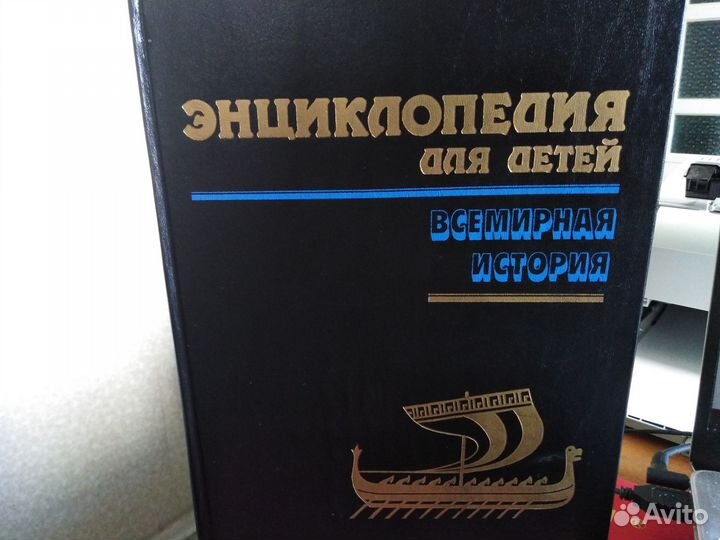 ЭНЦИКЛОПЕДИЯ
ДЛЯ ДЕТЕЙ
ВСЕМИРНАЯ
ИСТОРИЯ
Avito